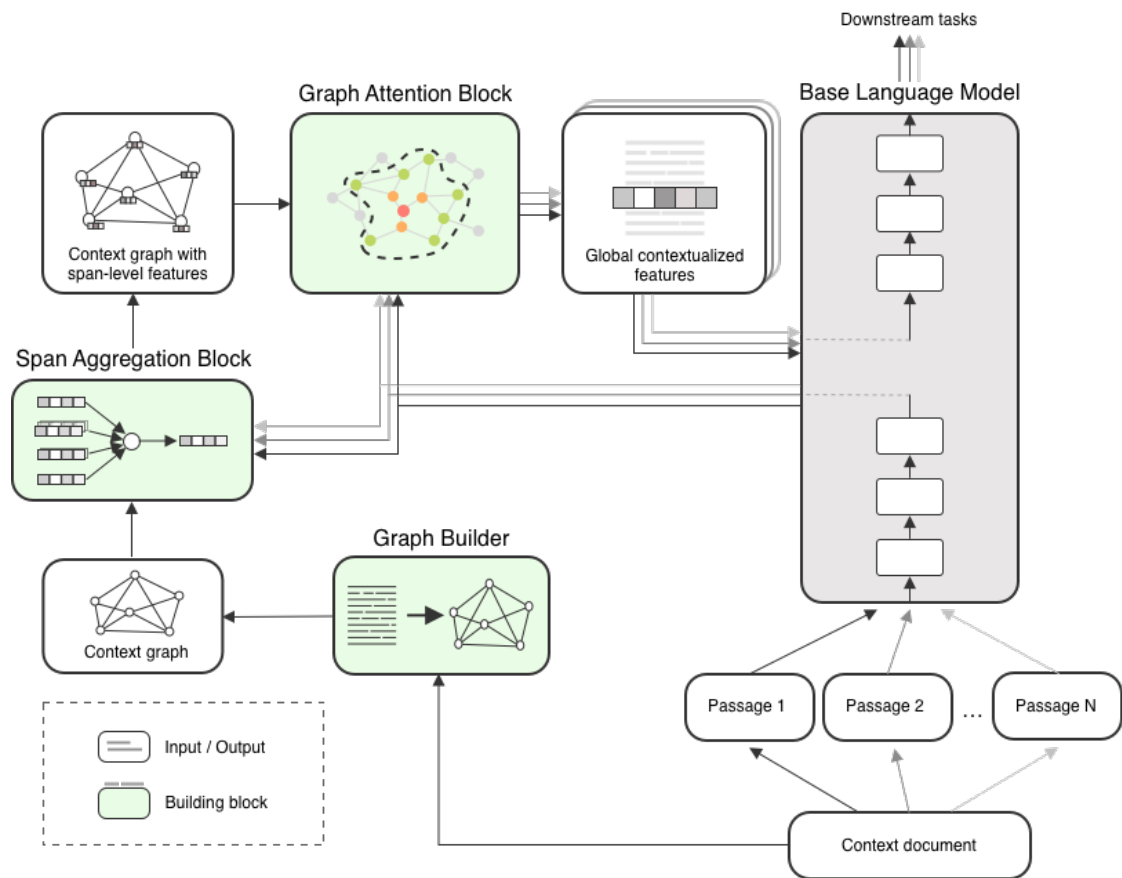 Downstream tasks
Graph Attention Block
Base Language Model
Context graph with
span-level features
Global contextualized
features
Span Aggregation Block
Graph Builder
Context graph
Passage 1
Passage 2
...
Passage N
Input / Output
Building block
Context document